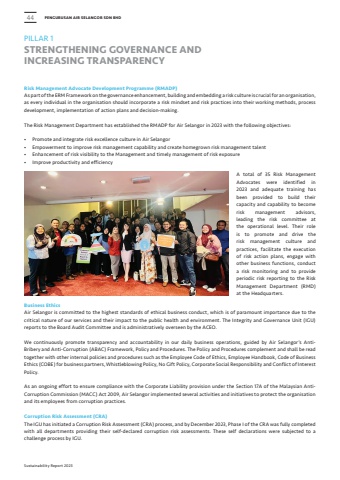 44
PENGURUSAN AIR SELANGOR SDN BHD
PILLAR 1
STRENGTHENING GOVERNANCE AND
INCREASING TRANSPARENCY
Risk Management Advocate Development Programme (RMADP)
As part of the ERM Framework on the governance enhancement, building and embedding a risk culture is crucial for an organisation,
as every individual in the organisation should incorporate a risk mindset and risk practices into their working methods, process
development, implementation of action plans and decision-making.
The Risk Management Department has established the RMADP for Air Selangor in 2023 with the following objectives:
• Promote and integrate risk excellence culture in Air Selangor
• Empowerment to improve risk management capability and create homegrown risk management talent
• Enhancement of risk visibility to the Management and timely management of risk exposure
• Improve productivity and efficiency
A total of 35 Risk Management
Advocates were identified in
2023 and adequate training has
been provided to build their
capacity and capability to become
risk management advisors,
leading the risk committee at
the operational level. Their role
is to promote and drive the
risk management culture and
practices, facilitate the execution
of risk action plans, engage with
other business functions, conduct
a risk monitoring and to provide
periodic risk reporting to the Risk
Management Department (RMD)
at the Headquarters.
Business Ethics
Air Selangor is committed to the highest standards of ethical business conduct, which is of paramount importance due to the
critical nature of our services and their impact to the public health and environment. The Integrity and Governance Unit (IGU)
reports to the Board Audit Committee and is administratively overseen by the ACEO.
We continuously promote transparency and accountability in our daily business operations, guided by Air Selangor's Anti-
Bribery and Anti-Corruption (ABAC) Framework, Policy and Procedures. The Policy and Procedures complement and shall be read
together with other internal policies and procedures such as the Employee Code of Ethics, Employee Handbook, Code of Business
Ethics (COBE) for business partners, Whistleblowing Policy, No Gift Policy, Corporate Social Responsibility and Conflict of Interest
Policy.
As an ongoing effort to ensure compliance with the Corporate Liability provision under the Section 17A of the Malaysian Anti-
Corruption Commission (MACC) Act 2009, Air Selangor implemented several activities and initiatives to protect the organisation
and its employees from corruption practices.
Corruption Risk Assessment (CRA)
The IGU has initiated a Corruption Risk Assessment (CRA) process, and by December 2023, Phase I of the CRA was fully completed
with all departments providing their self-declared corruption risk assessments. These self declarations were subjected to a
challenge process by IGU.
Sustainability Report 2023